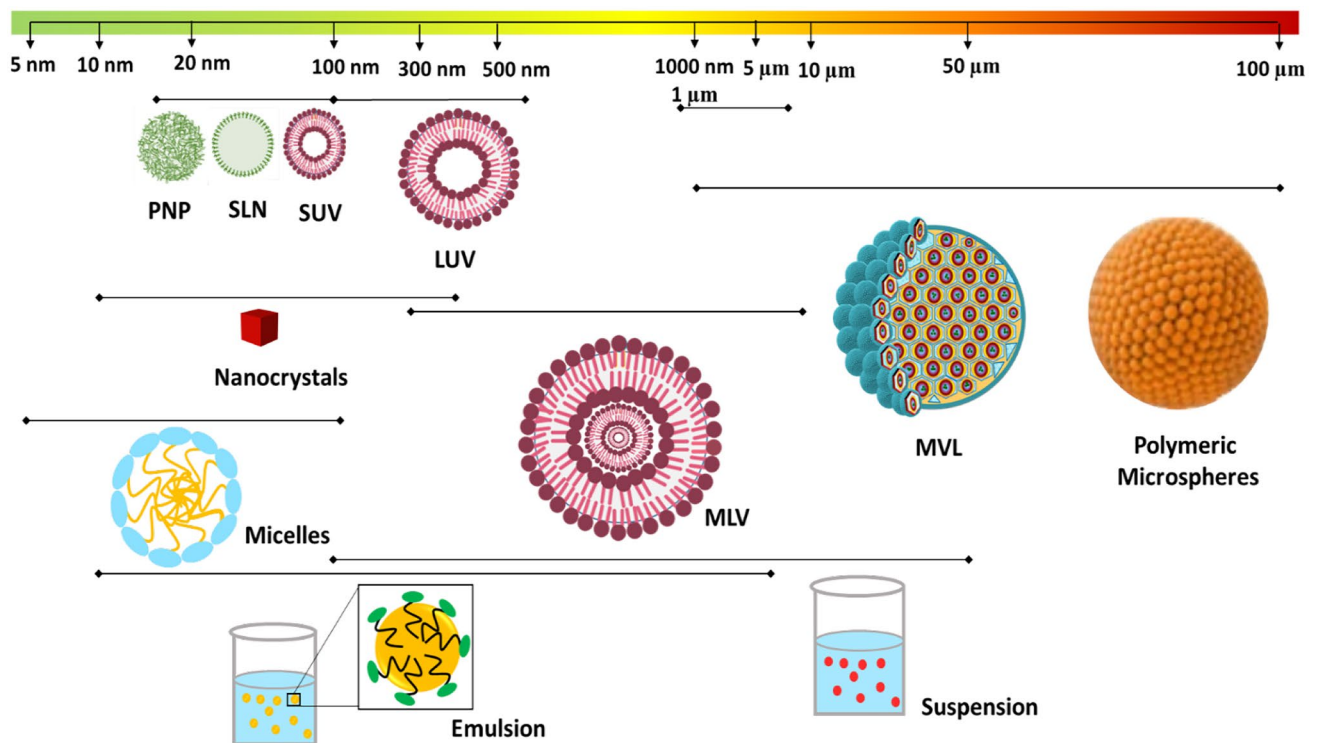 5 nm
10 nm
20 nm
100 nm
300 nm
500 nm
1000 nm
1 μm
5 μm
10 μm
50 μm
100 μm
PNP
SLN
SUV
LUV
Nanocrystals
MVL
Polymeric
Microspheres
MLV
Micelles
Emulsion
Suspension